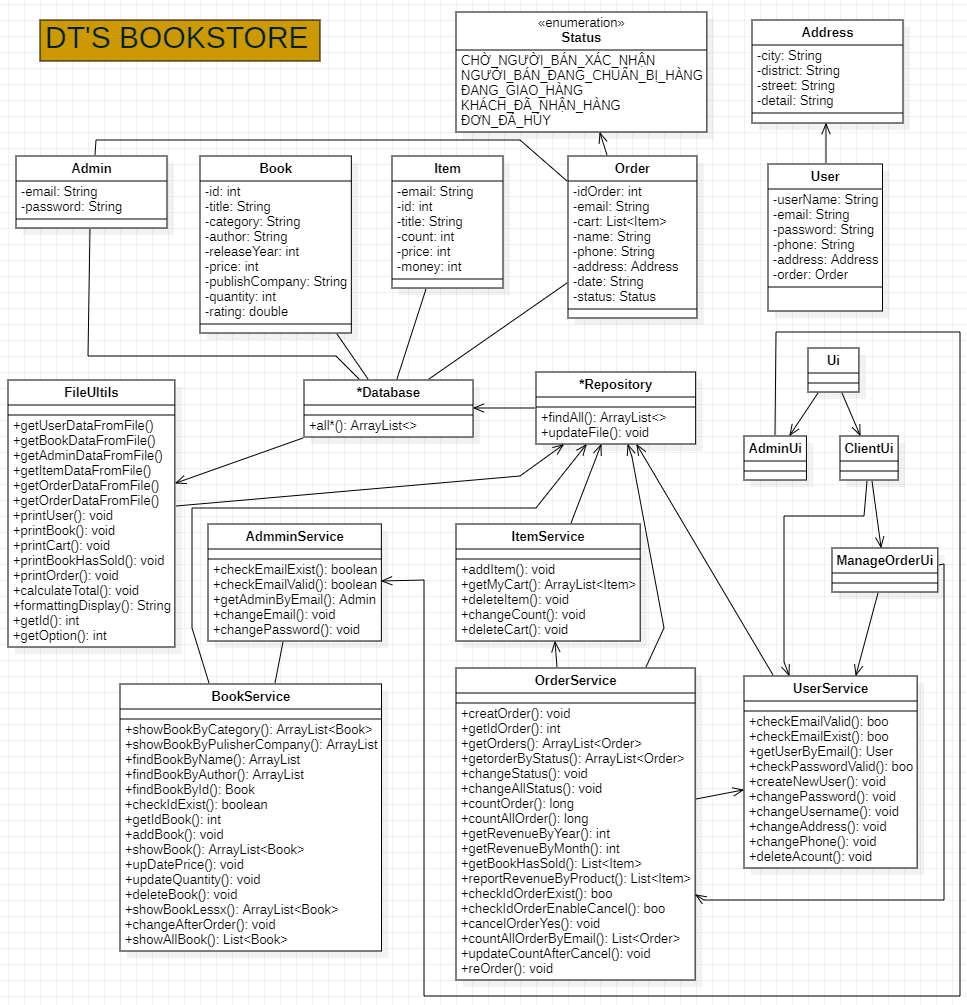 DT'S BOOKSTORE
«enumeration»
Status
CHỜ_NGƯỜI_BÁN_XÁC_NHẬN
NGƯỜI_BÁN_ĐANG_CHUẨN_BỊ_HÀNG
ĐANG_GIAO_HÀNG
KHÁCH_ĐÃ_NHẬN_HÀNG
ĐƠN_ĐÃ_HỦY
Address
-city: String
-district: String
-street: String
-detail: String
Admin
-email: String
-password: String
Book
-id: int
-title: String
-category: String
-author: String
-releaseYear: int
-price: int
-publishCompany: String
-quantity: int
-rating: double
Item
-email: String
-id: int
-title: String
-count: int
-price: int
-money: int
Order
-idOrder: int
-email: String
-cart: List<Item>
-name: String
-phone: String
-address: Address
-date: String
-status: Status
User
-userName: String
-email: String
-password: String
-phone: String
-address: Address
-order: Order
FileUItils
+getUserDataFromFile()
+getBookDataFromFile()
+getAdminDataFromFile()
+getItemDataFromFile()
+getOrderDataFromFile()
+getOrderDataFromFile()
+printUser(): void
+printBook(): void
+printCart(): void
+printBookHasSold(): void
+printOrder(): void
+calculateTotal(): void
+formattingDisplay(): String
+getId(): int
+getOption(): int
*Database
+all*(): ArrayList<>
*Repository
+findAll(): ArrayList<>
+updateFile(): void
Ui
AdminUi
ClientUi
ManageOrderUi
AdmminService
+checkEmailExist(): boolean
+checkEmailValid(): boolean
+getAdminByEmail(): Admin
+changeEmail(): void
+changePassword(): void
ItemService
+addItem(): void
+getMyCart(): ArrayList<Item>
+deleteItem(): void
+changeCount(): void
+deleteCart(): void
BookService
+showBookByCategory(): ArrayList<Book>
+showBookByPulisherCompany(): ArrayList
+findBookByName(): ArrayList
+findBookByAuthor(): ArrayList
+findBookById(): Book
+checkIdExist(): boolean
+getIdBook(): int
+addBook(): void
+showBook(): ArrayList<Book>
+upDatePrice(): void
+updateQuantity(): void
+deleteBook(): void
+showBookLessx(): ArrayList<Book>
+changeAfterOrder(): void
+showAllBook(): List<Book>
OrderService
+creatOrder(): void
+getIdOrder(): int
+getOrders(): ArrayList<Order>
+getorderByStatus(): ArrayList<Order>
+changeStatus(): void
+changeAllStatus(): void
+countOrder(): long
+countAllOrder(): long
+getRevenueByYear(): int
+getRevenueByMonth(): int
+getBookHasSold(): List<Item>
+reportRevenueByProduct(): List<Item>
+checkIdOrderExist(): boo
+checkIdOrderEnableCancel(): boo
+cancelOrderYes(): void
+countAllOrderByEmail(): List<Order>
+updateCountAfterCancel(): void
+reOrder(): void
UserService
+checkEmailValid(): boo
+checkEmailExist(): boo
+getUserByEmail(): User
+checkPasswordValid(): boo
+createNewUser(): void
+changePassword(): void
+changeUsername(): void
+changeAddress(): void
+changePhone(): void
+deleteAcount(): void